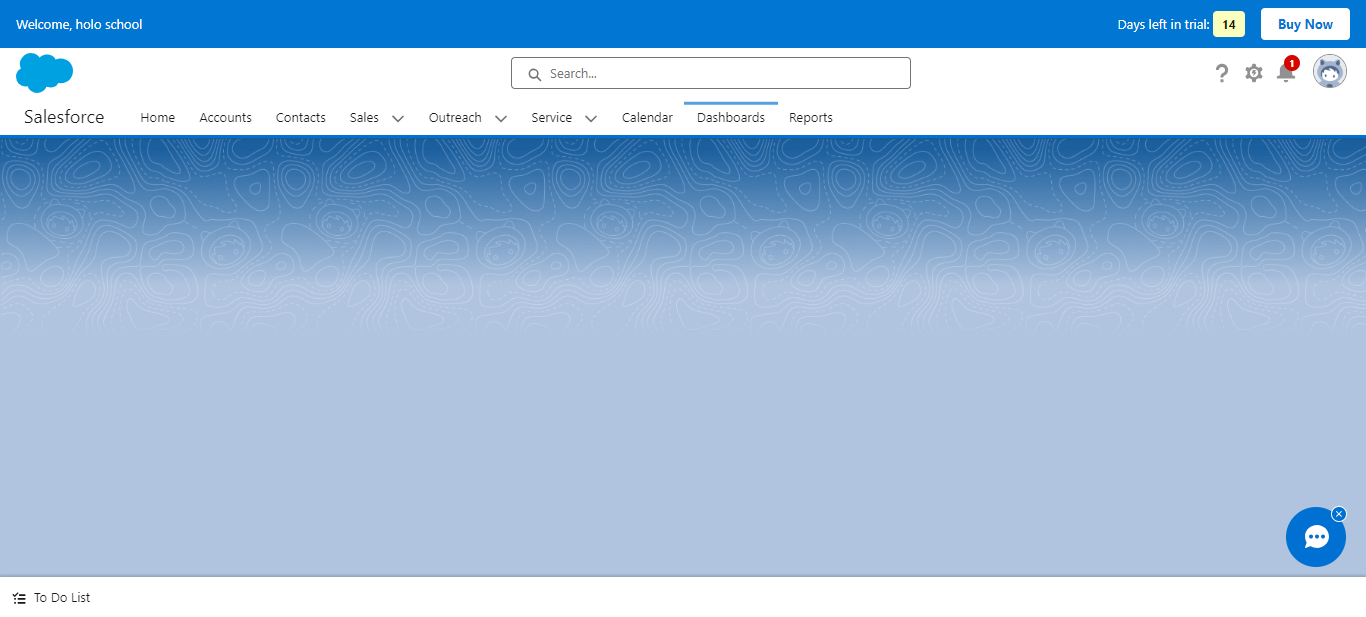 Welcome, holo school
Days left in trial: 14 Buy Now
Search...
1
Salesforce Home Accounts Contacts Sales Outreach Service Calendar Dashboards Reports
To Do List